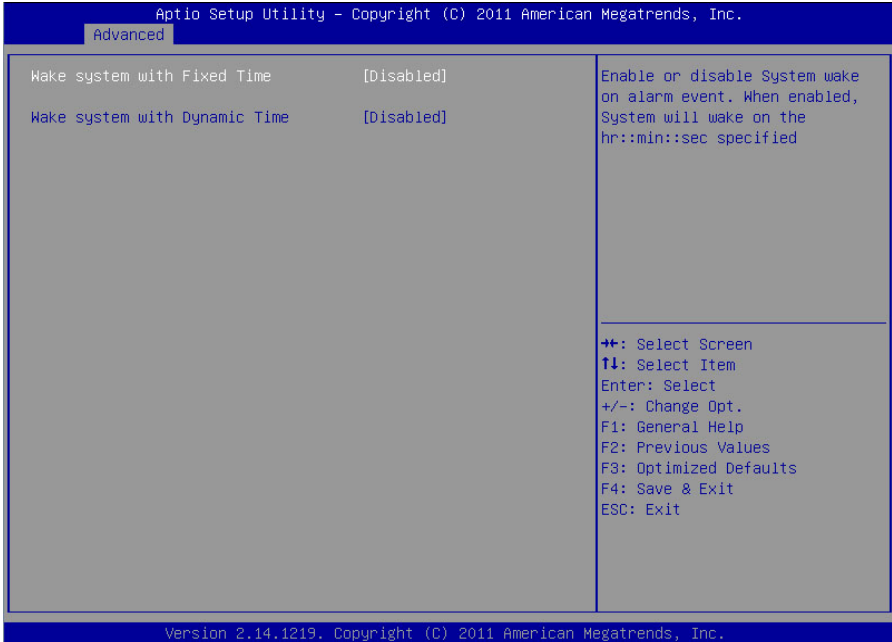 Aptio Setup Utility – Copyright (C) 2011 American Megatrends, Inc.
Advanced
Wake system with Fixed Time [Disabled]
Wake system with Dynamic Time [Disabled]
Enable or disable System wake
on alarm event. When enabled,
System will wake on the
hr::min::sec specified
→←: Select Screen
↑↓: Select Item
Enter: Select
+/-: Change Opt.
F1: General Help
F2: Previous Values
F3: Optimized Defaults
F4: Save & Exit
ESC: Exit
Version 2.14.1219. Copyright (C) 2011 American Megatrends, Inc.